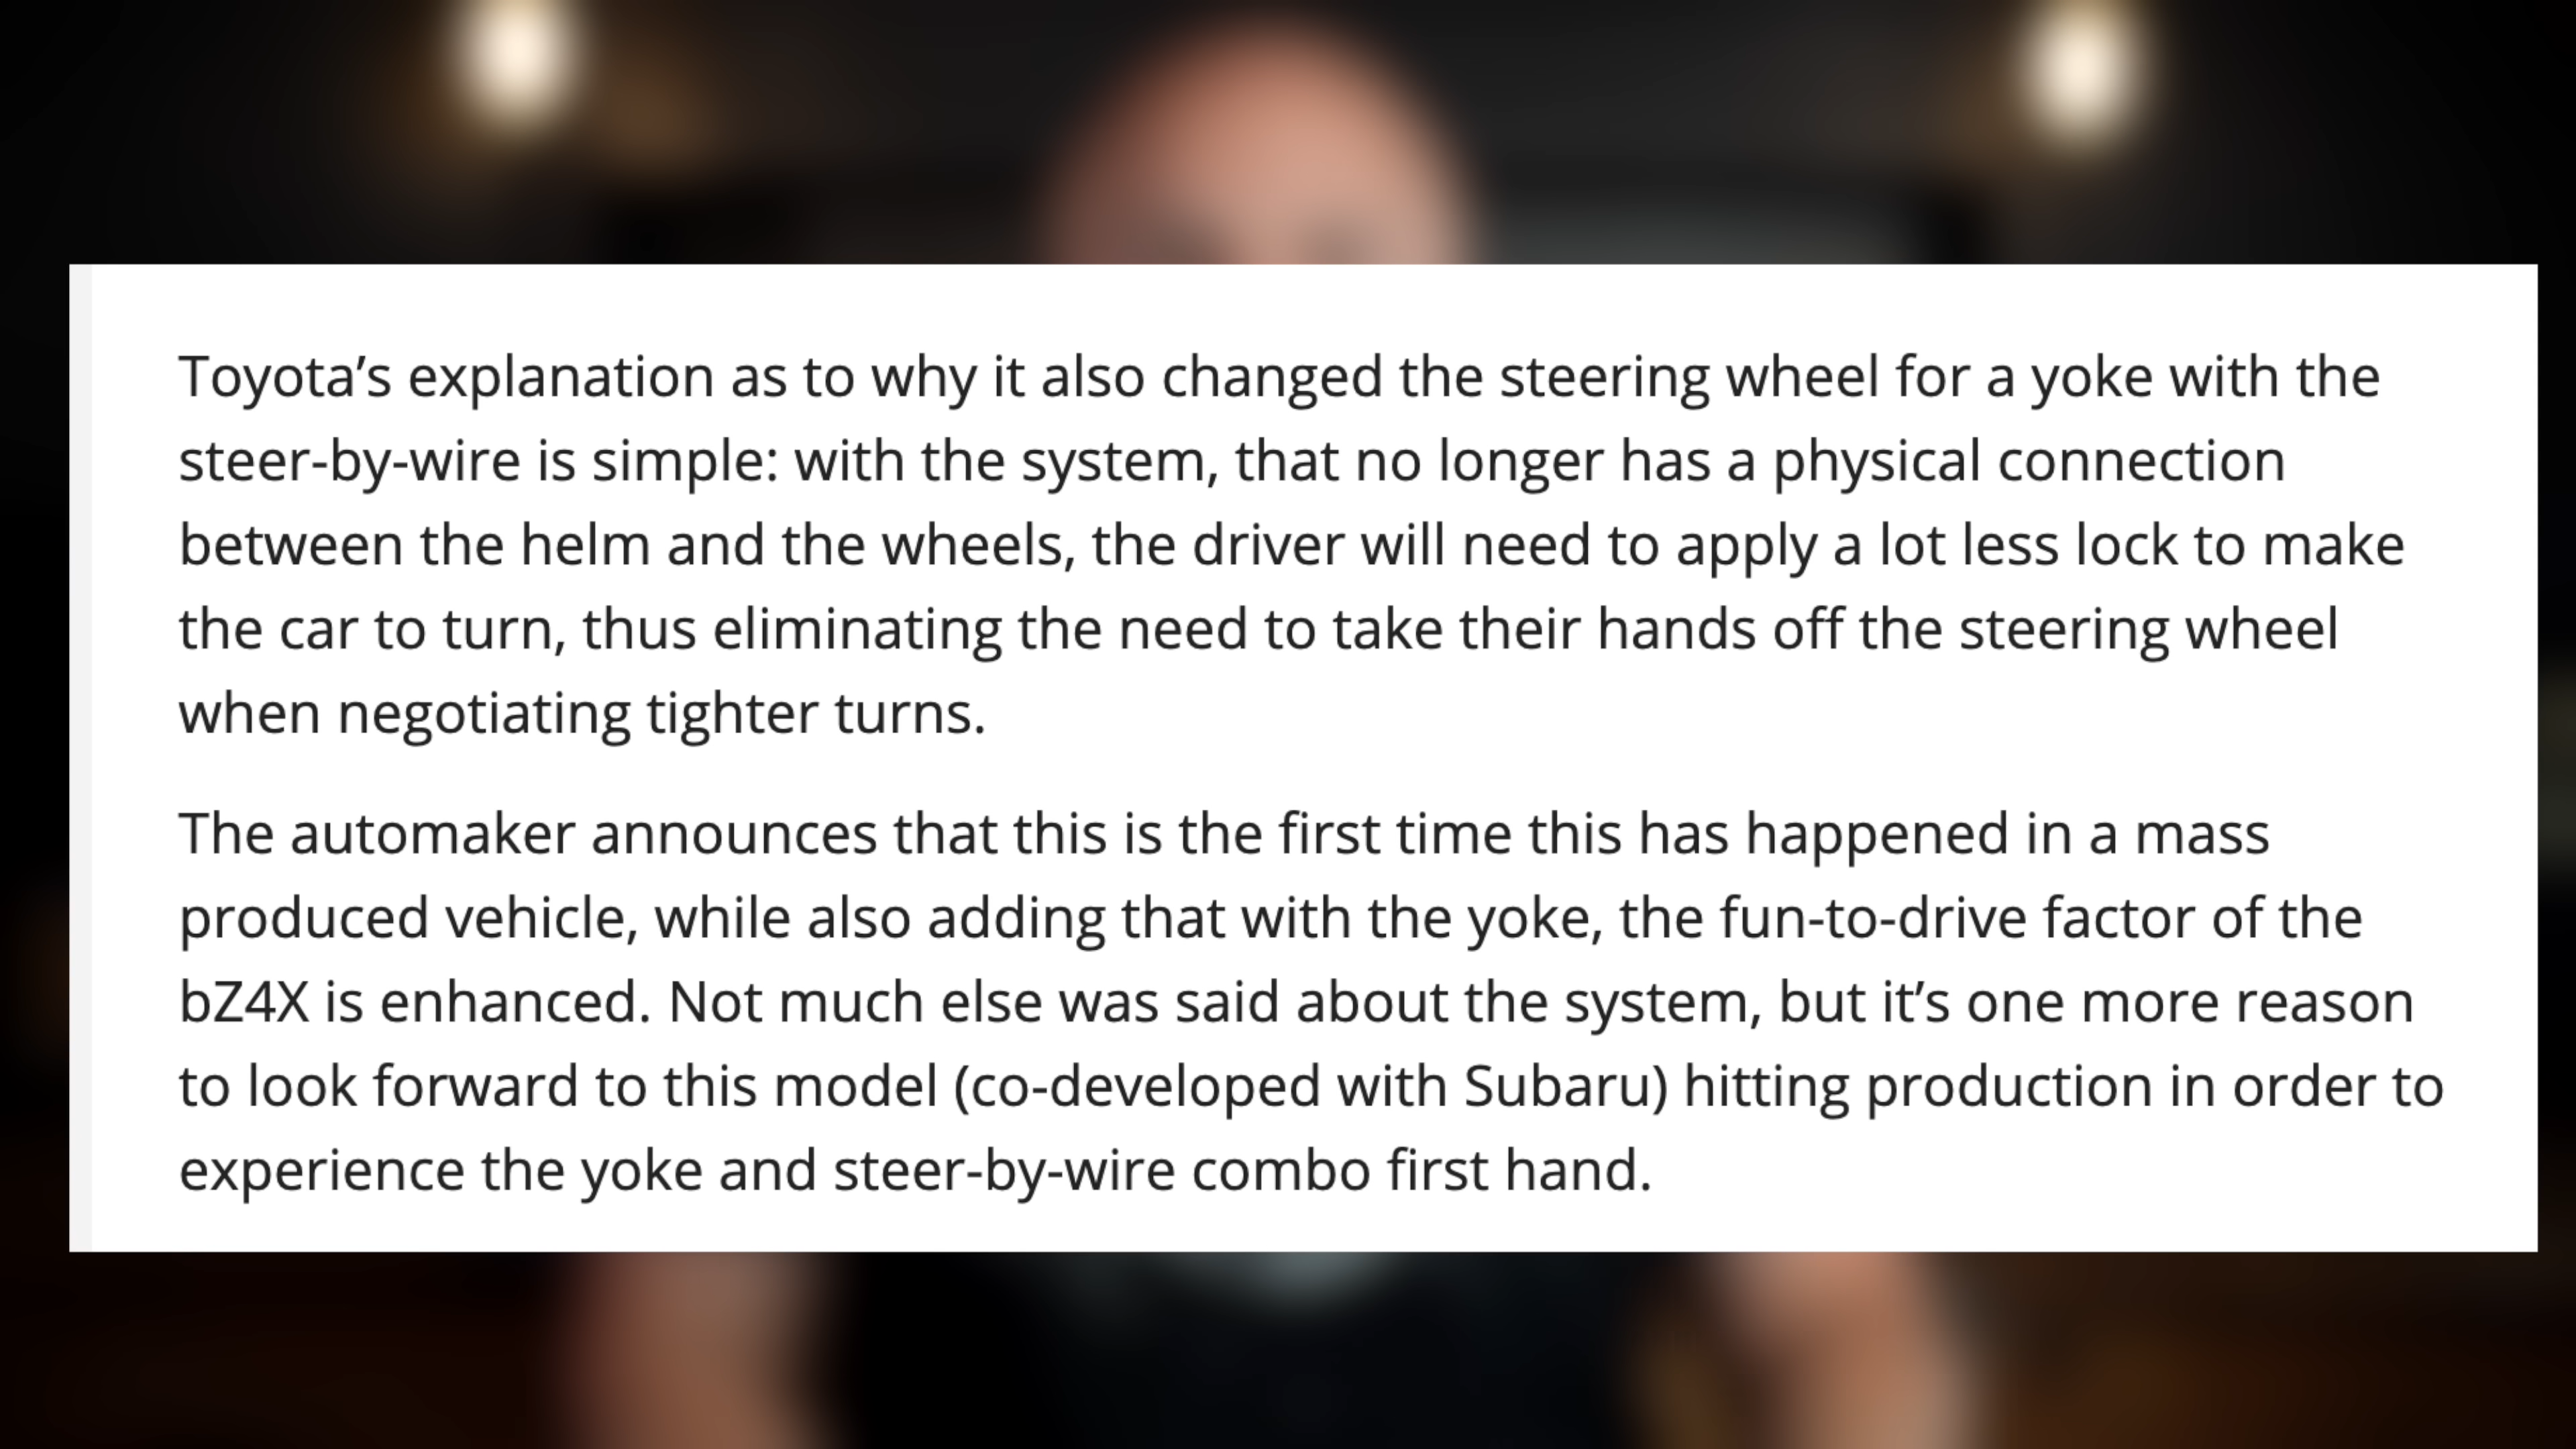 Toyota’s explanation as to why it also changed the steering wheel for a yoke with the
steer-by-wire is simple: with the system, that no longer has a physical connection
between the helm and the wheels, the driver will need to apply a lot less lock to make
the car to turn, thus eliminating the need to take their hands off the steering wheel
when negotiating tighter turns.
The automaker announces that this is the first time this has happened in a mass
produced vehicle, while also adding that with the yoke, the fun-to-drive factor of the
bZ4X is enhanced. Not much else was said about the system, but it’s one more reason
to look forward to this model (co-developed with Subaru) hitting production in order to
experience the yoke and steer-by-wire combo first hand.